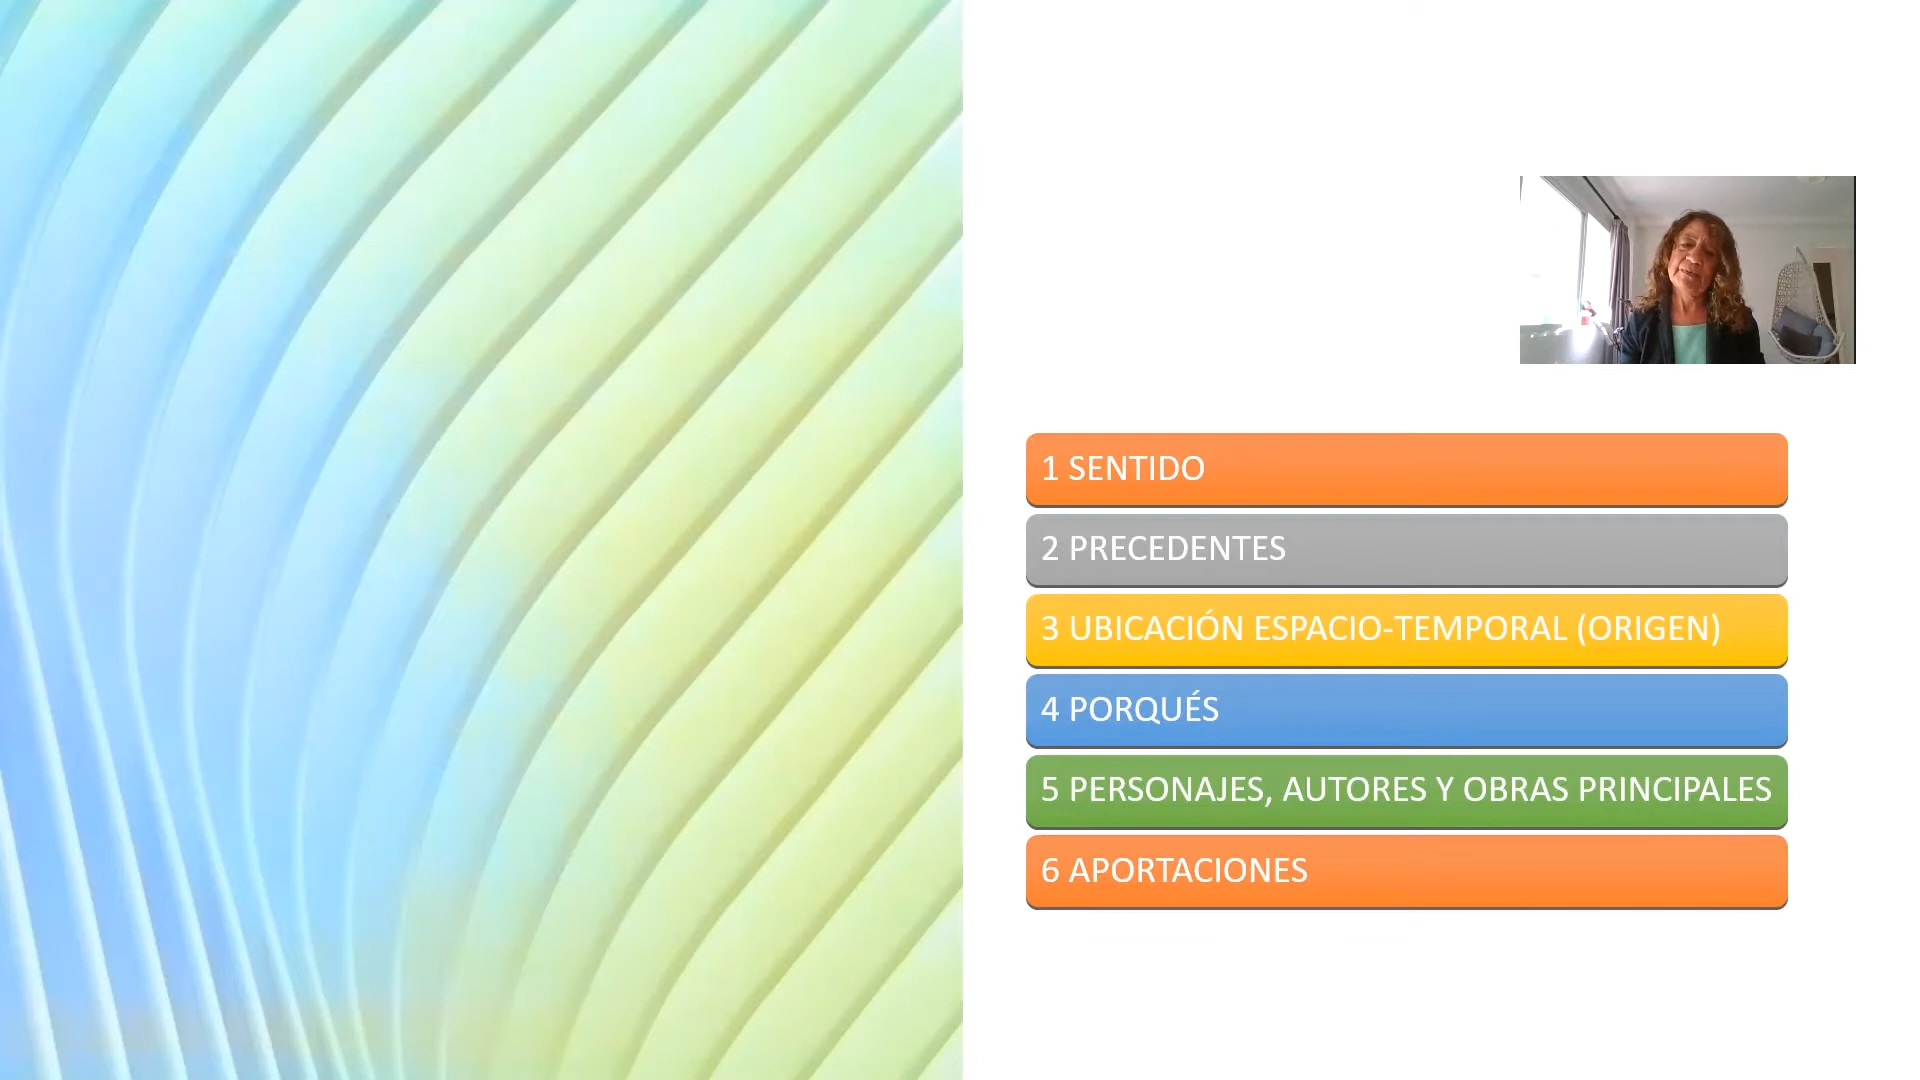 1 SENTIDO
2 PRECEDENTES
3 UBICACIÓN ESPACIO-TEMPORAL (ORIGEN)
4 PORQUÉS
5 PERSONAJES, AUTORES Y OBRAS PRINCIPALES
6 APORTACIONES